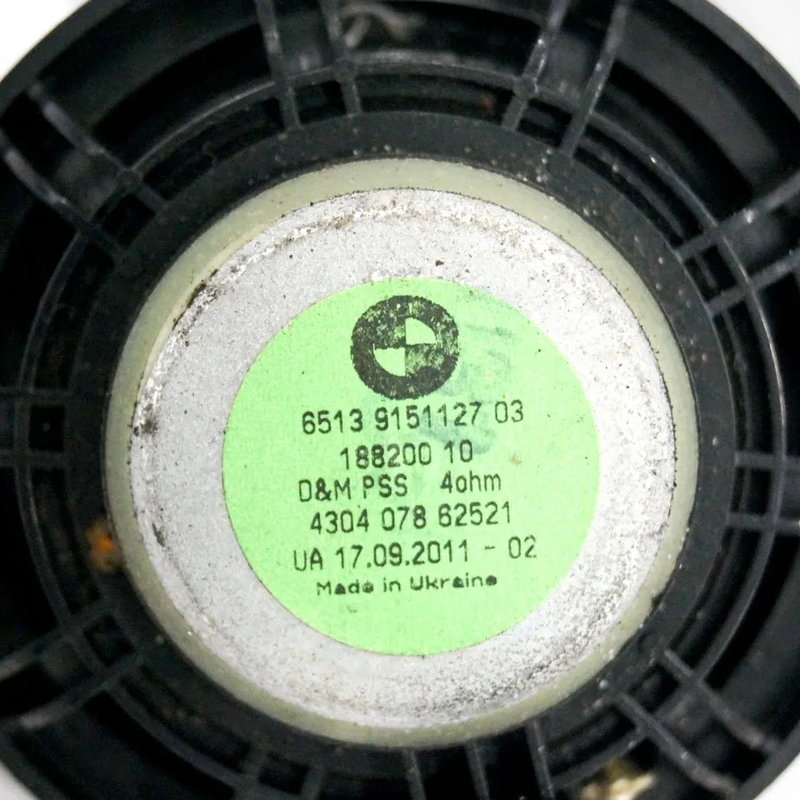 6513 9151127 03
188200 10
D&M PSS 4ohm
4304 078 62521
UA 17.09.2011 - 02
Made in Ukraine